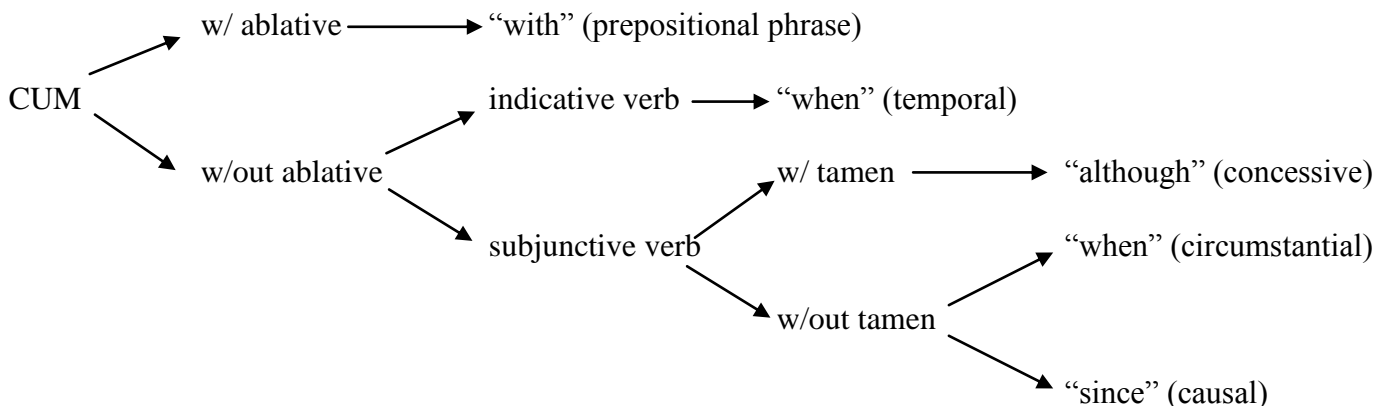 w/ ablative “with” (prepositional phrase)
CUM indicative verb “when” (temporal)
w/out ablative w/ tamen “although” (concessive)
subjunctive verb “when” (circumstantial)
w/out tamen
“since” (causal)